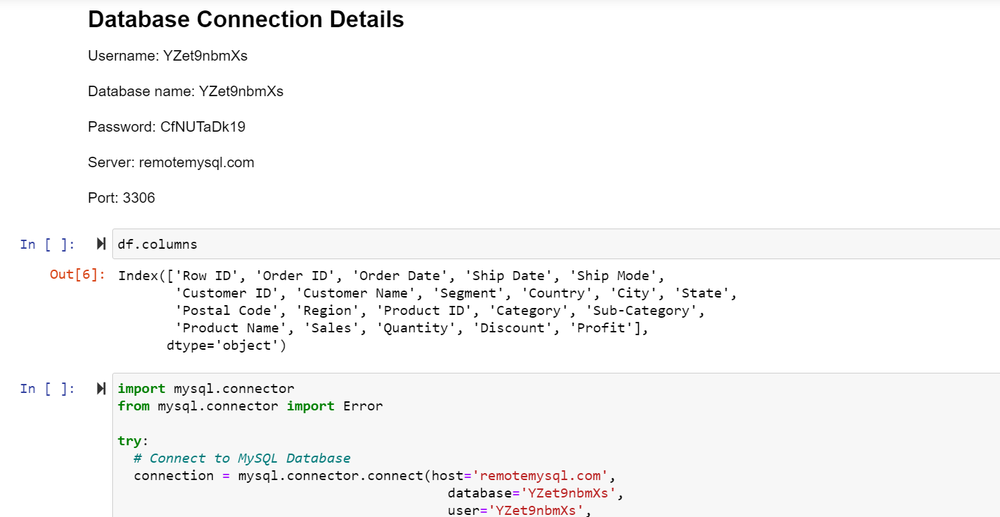 Database Connection Details
Username: YZet9nbmXs
Database name: YZet9nbmXs
Password: CfNUTaDk19
Server: remotemysql.com
Port: 3306
In [ ]: df.columns
Out[6]: Index(['Row ID', 'Order ID', 'Order Date', 'Ship Date', 'Ship Mode',
'Customer ID', 'Customer Name', 'Segment', 'Country', 'City', 'State',
'Postal Code', 'Region', 'Product ID', 'Category', 'Sub-Category',
'Product Name', 'Sales', 'Quantity', 'Discount', 'Profit'],
dtype='object')
In [ ]: import mysql.connector
from mysql.connector import Error
try:
# Connect to MySQL Database
connection = mysql.connector.connect(host='remotemysql.com',
database='YZet9nbmXs',
user='YZet9nbmXs',